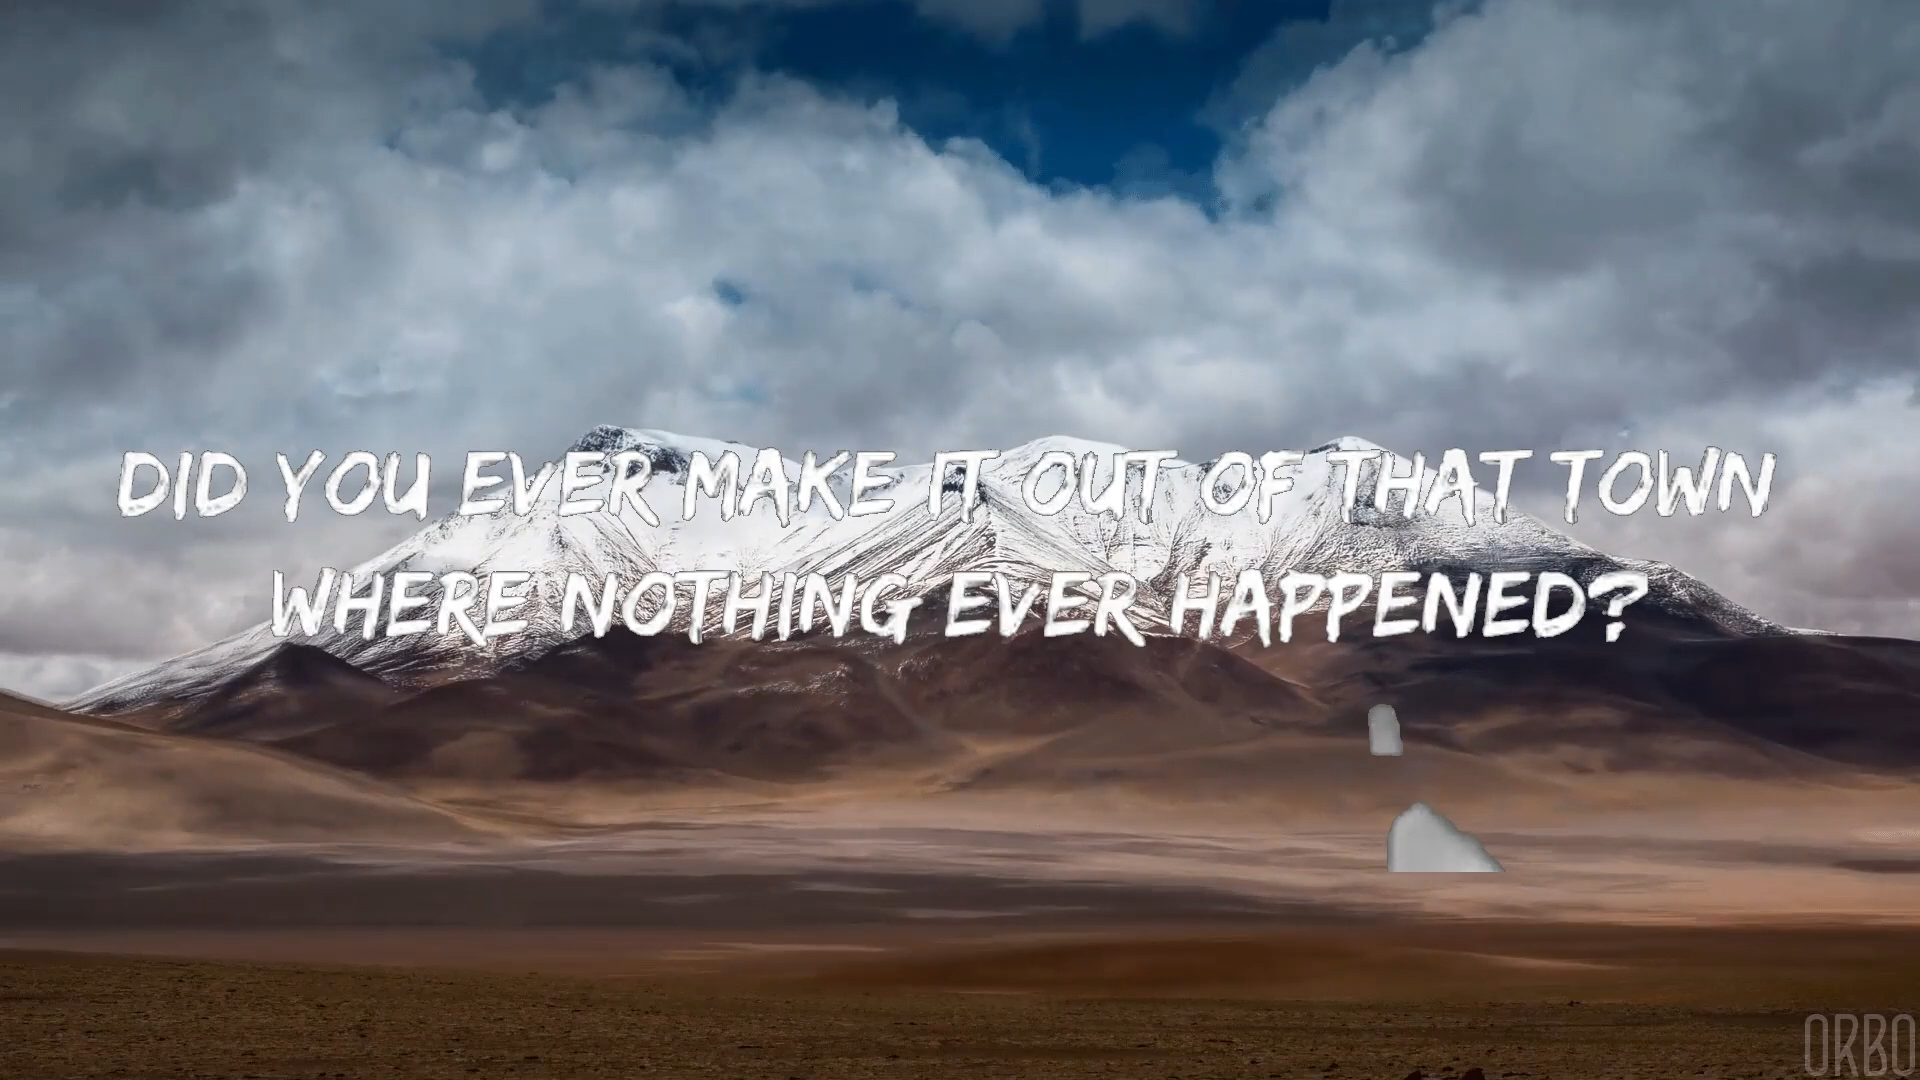 DID YOU EVER MAKE IT OUT OF THAT TOWN
WHERE NOTHING EVER HAPPENED?
ORBO